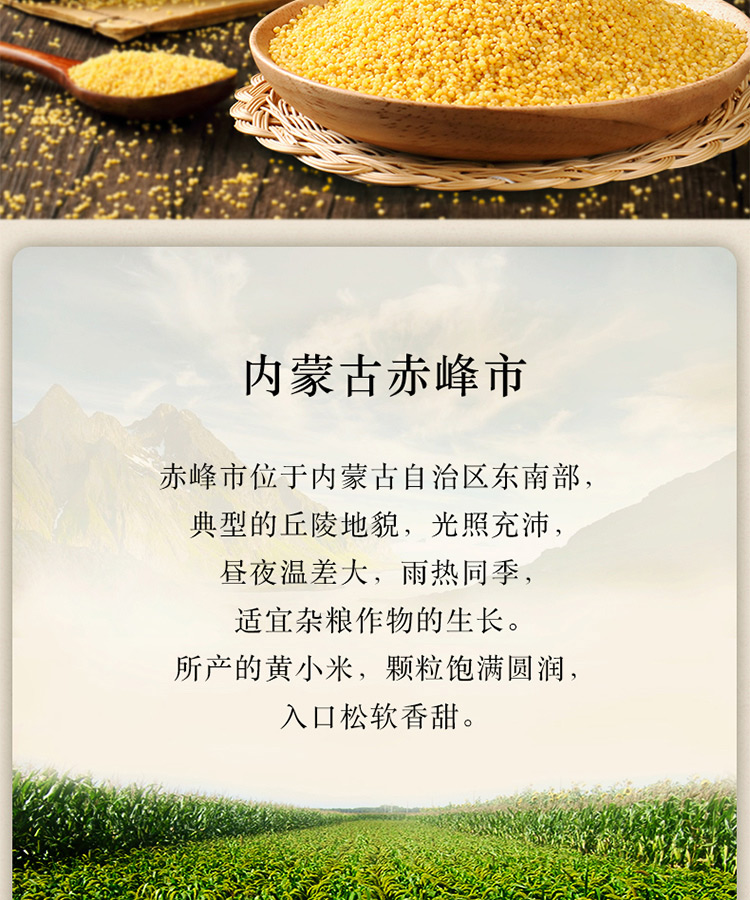 内蒙古赤峰市
赤峰市位于内蒙古自治区东南部，
典型的丘陵地貌，光照充沛，
昼夜温差大，雨热同季，
适宜杂粮作物的生长。
所产的黄小米，颗粒饱满圆润，
入口松软香甜。